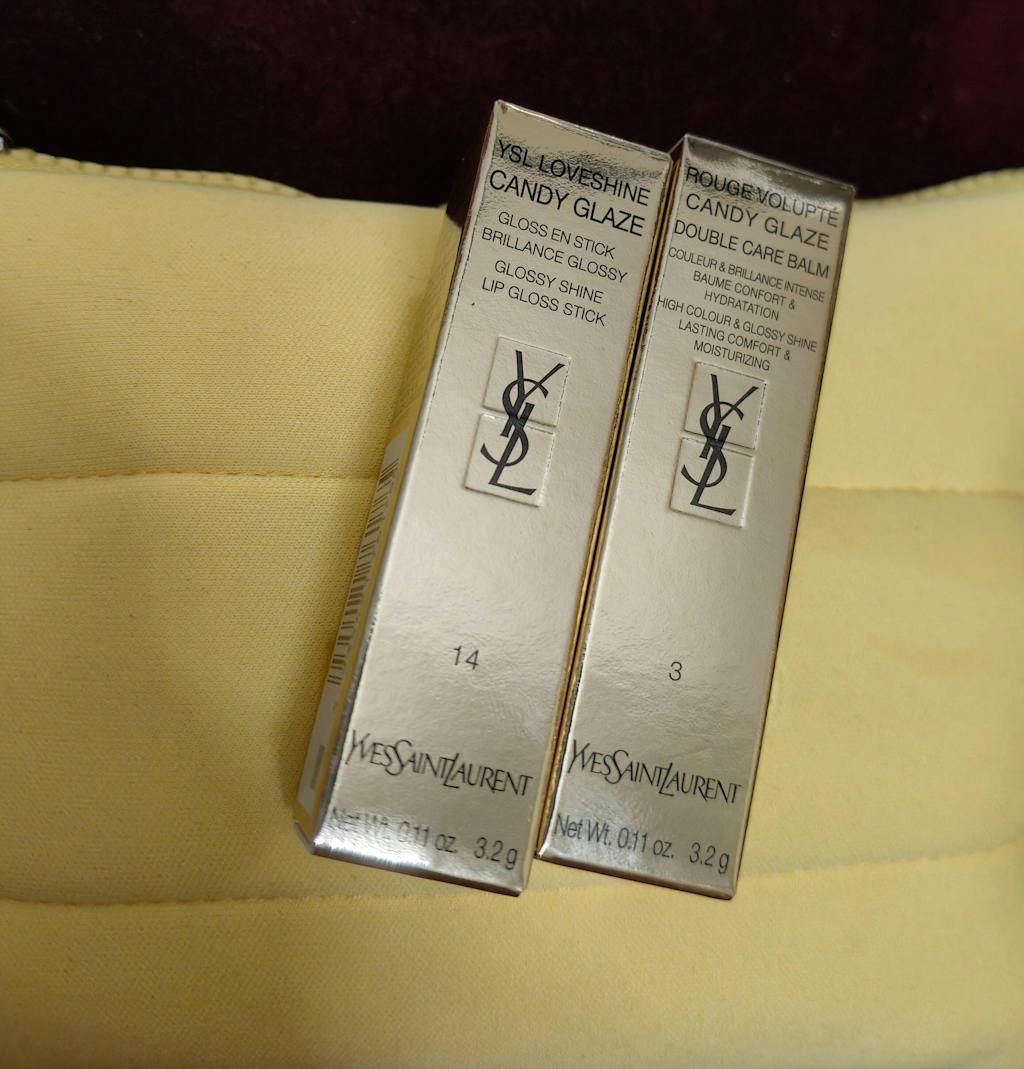 YSL LOVESHINE
CANDY GLAZE
GLOSS EN STICK
BRILLANCE GLOSSY
GLOSSY SHINE
LIP GLOSS STICK
YSL
14
YVESSAINTLAURENT
Net Wt. 0.11 oz. 3.2 g
ROUGE VOLUPTÉ
CANDY GLAZE
DOUBLE CARE BALM
COULEUR & BRILLANCE INTENSE
BAUME CONFORT &
HYDRATATION
HIGH COLOUR & GLOSSY SHINE
LASTING COMFORT &
MOISTURIZING
YSL
3
YVESSAINTLAURENT
Net Wt. 0.11 oz. 3.2 g